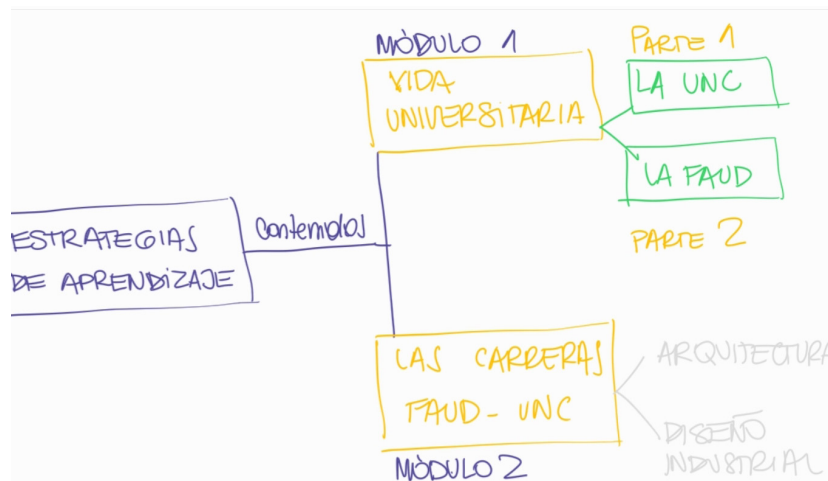 MÓDULO 1
VIDA
UNIVERSITARIA
PARTE 1
LA UNC
LA FAUD
PARTE 2
ESTRATEGIAS
DE APRENDIZAJE
Contenidos
LAS CARRERAS
FAUD - UNC
MÓDULO 2
ARQUITECTURA
DISEÑO
INDUSTRIAL